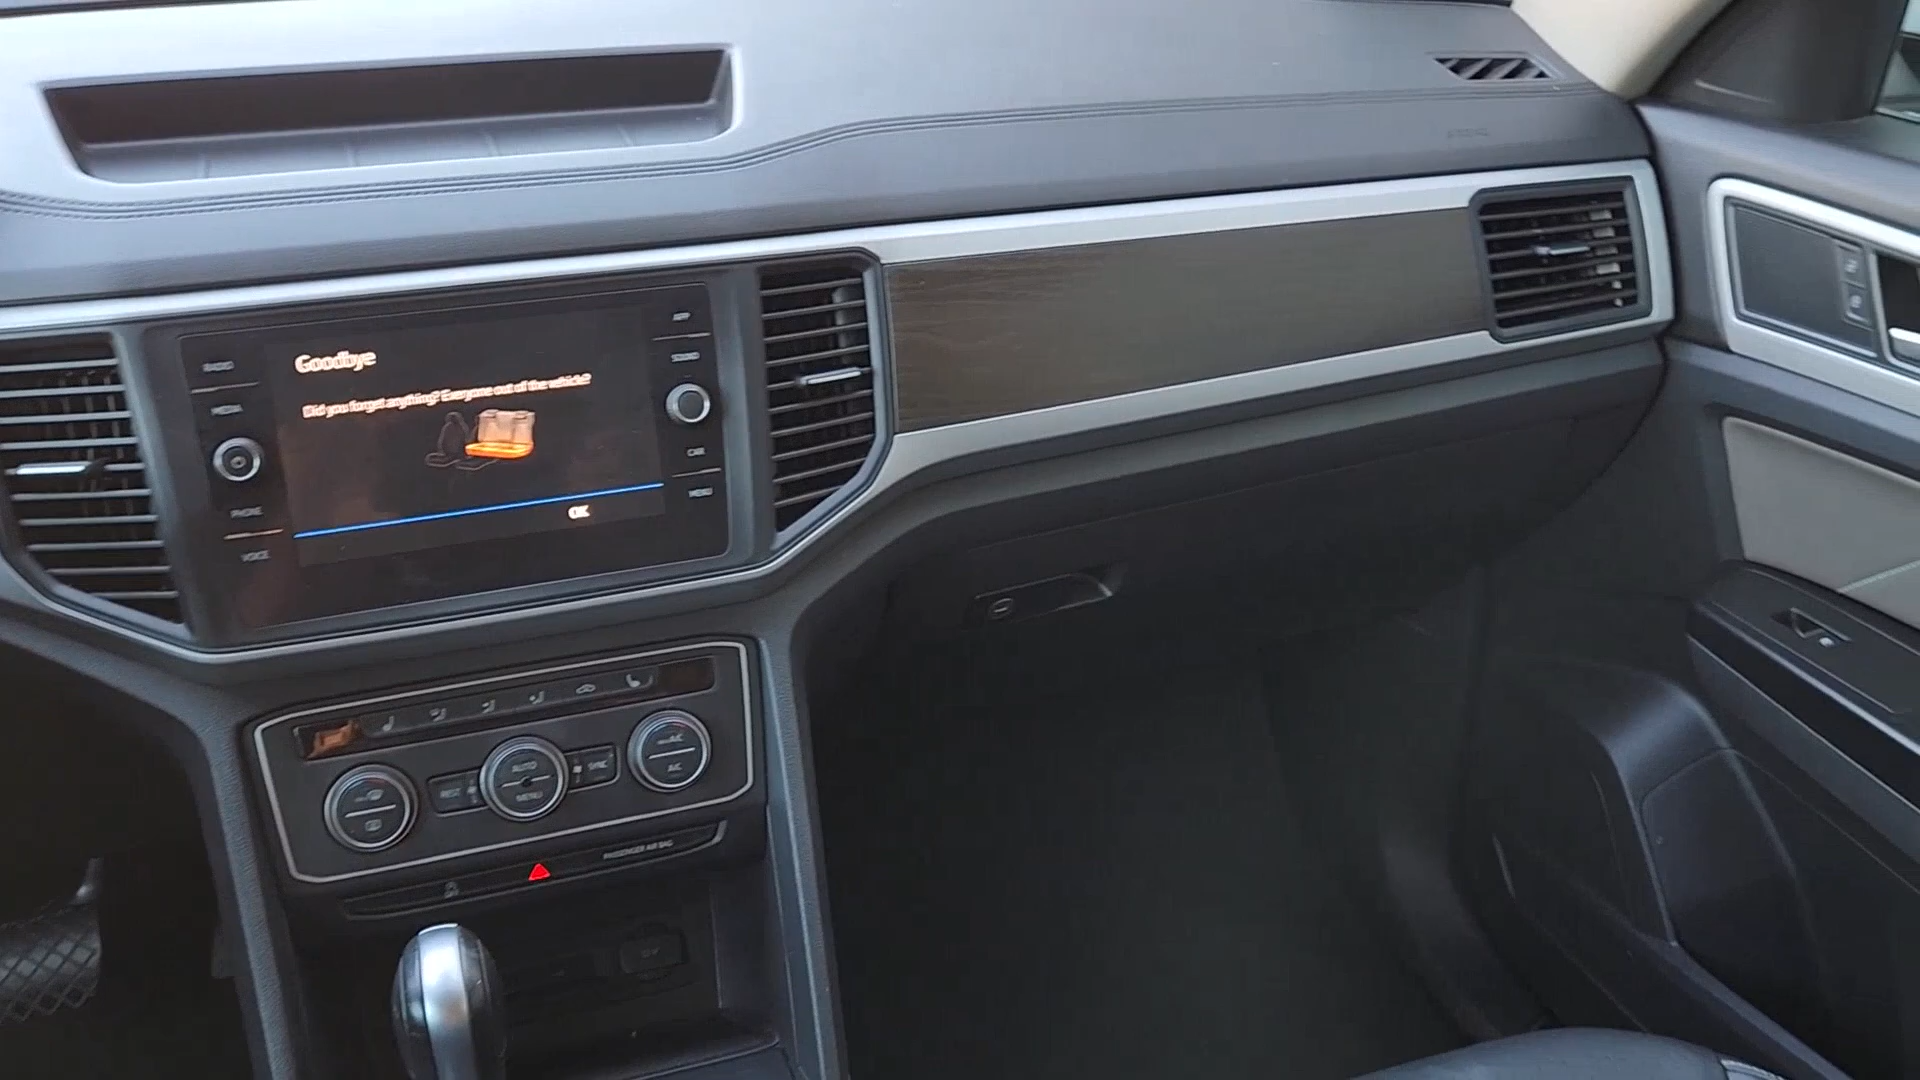 Goodbye
Did you forget anything? Everyone out of the vehicle?
OK
RADIO
MEDIA
PHONE
VOICE
APP
SOUND
CAR
MENU
AUTO
MENU
REST
SYNC
A/C
A/C
PASSENGER AIR BAG
AIRBAG